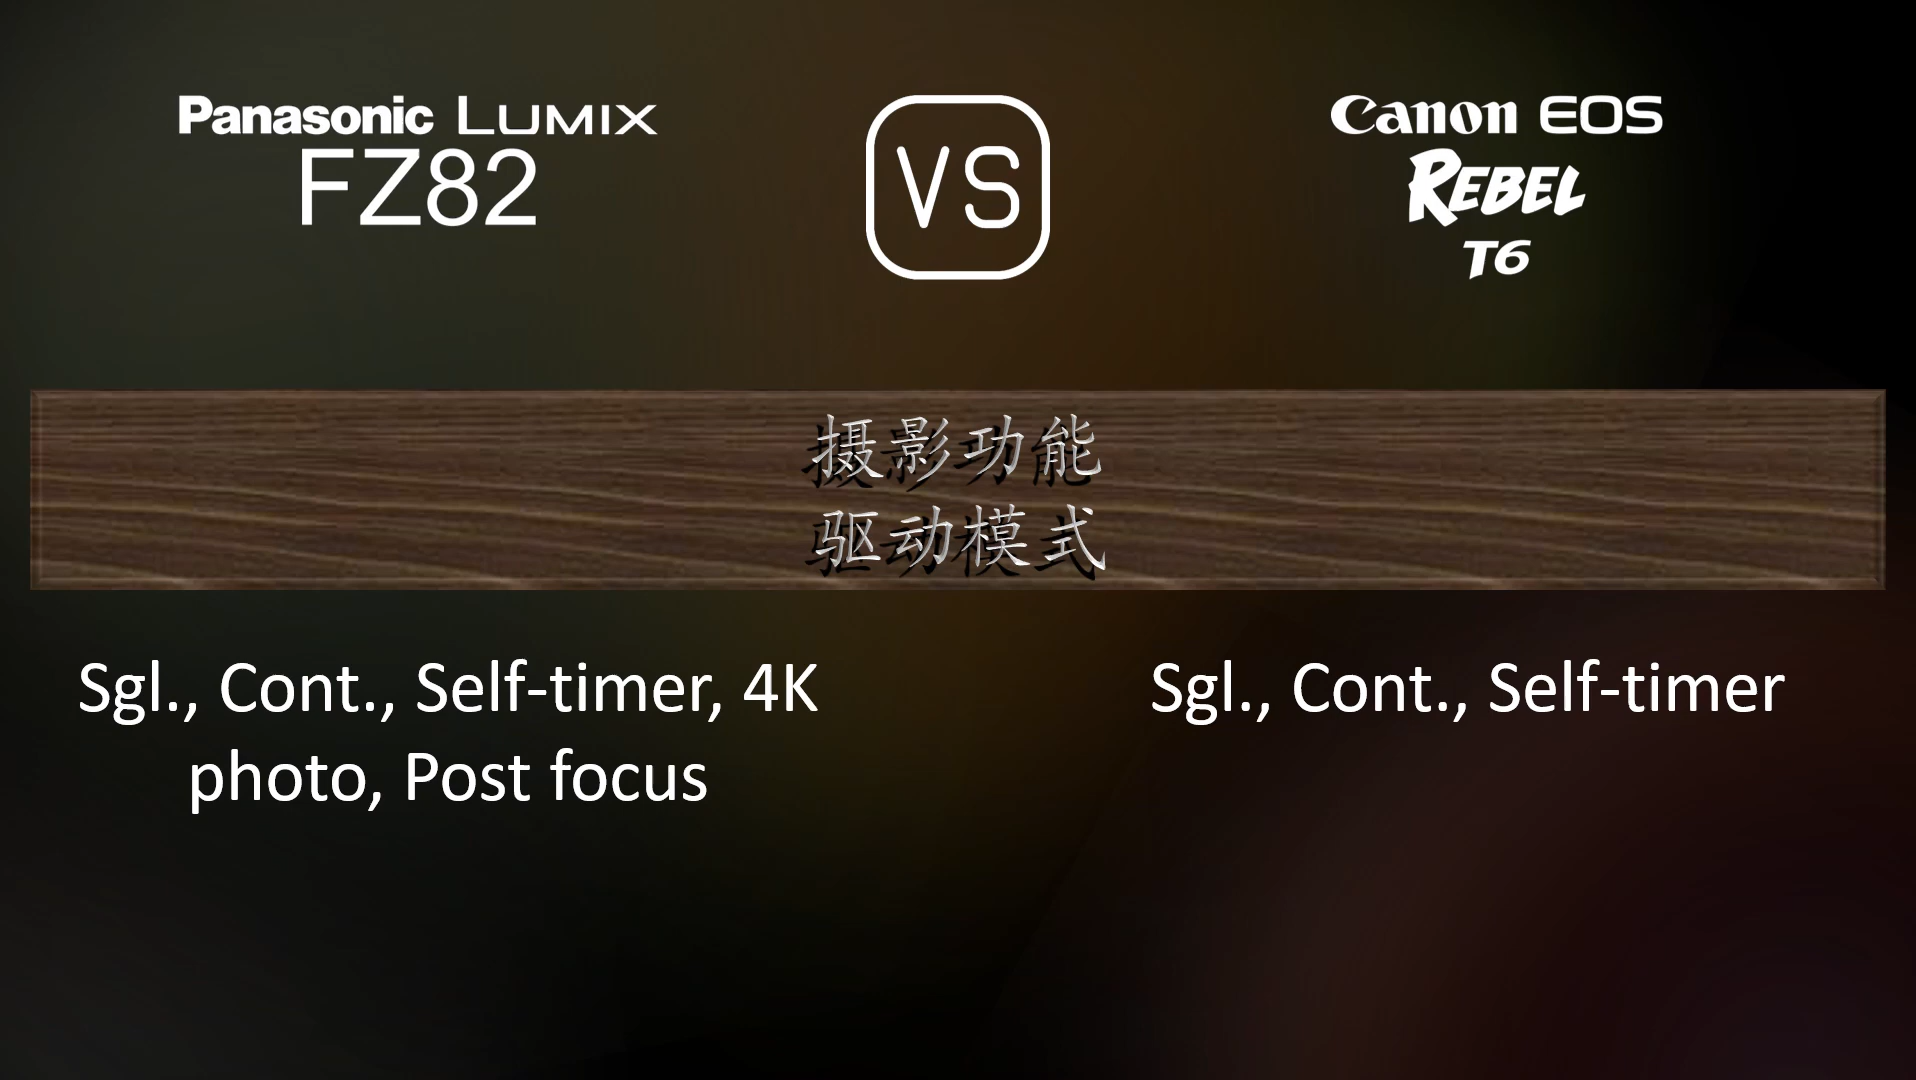 Panasonic LUMIX
FZ82
VS
Canon EOS
REBEL
T6
摄影功能
驱动模式
Sgl., Cont., Self-timer, 4K
photo, Post focus
Sgl., Cont., Self-timer